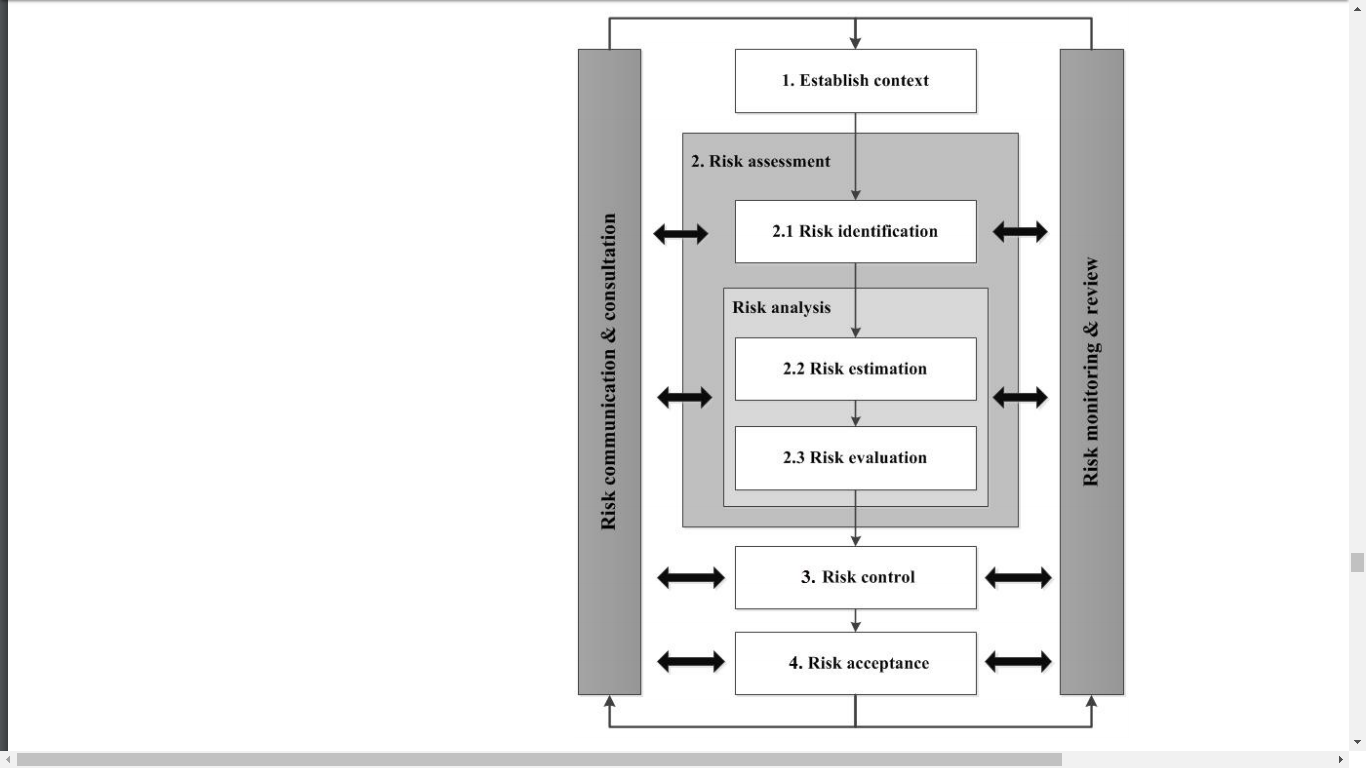 1. Establish context
2. Risk assessment
2.1 Risk identification
Risk analysis
2.2 Risk estimation
2.3 Risk evaluation
3. Risk control
4. Risk acceptance
Risk communication & consultation
Risk monitoring & review